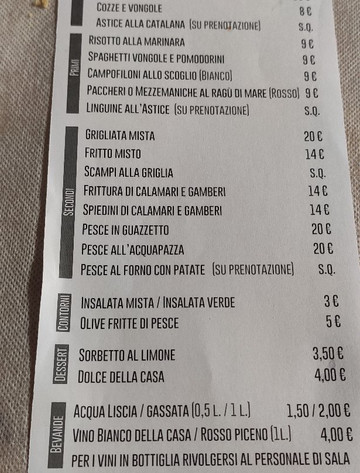 COZZE E VONGOLE 8 €
ASTICE ALLA CATALANA (SU PRENOTAZIONE) S.Q.
PRIMI
RISOTTO ALLA MARINARA 9 €
SPAGHETTI VONGOLE E POMODORINI 9 €
CAMPOFILONI ALLO SCOGLIO (BIANCO) 9 €
PACCHERI O MEZZEMANICHE AL RAGÙ DI MARE (ROSSO) 9 €
LINGUINE ALL'ASTICE (SU PRENOTAZIONE) S.Q.
SECONDI
GRIGLIATA MISTA 20 €
FRITTO MISTO 14 €
SCAMPI ALLA GRIGLIA S.Q.
FRITTURA DI CALAMARI E GAMBERI 14 €
SPIEDINI DI CALAMARI E GAMBERI 14 €
PESCE IN GUAZZETTO 20 €
PESCE ALL'ACQUAPAZZA 20 €
PESCE AL FORNO CON PATATE (SU PRENOTAZIONE) S.Q.
CONTORNI
INSALATA MISTA / INSALATA VERDE 3 €
OLIVE FRITTE DI PESCE 5 €
DESSERT
SORBETTO AL LIMONE 3,50 €
DOLCE DELLA CASA 4,00 €
BEVANDE
ACQUA LISCIA / GASSATA (0,5 L. / 1 L.) 1,50 / 2,00 €
VINO BIANCO DELLA CASA / ROSSO PICENO (1L.) 4,00 €
PER I VINI IN BOTTIGLIA RIVOLGERSI AL PERSONALE DI SALA